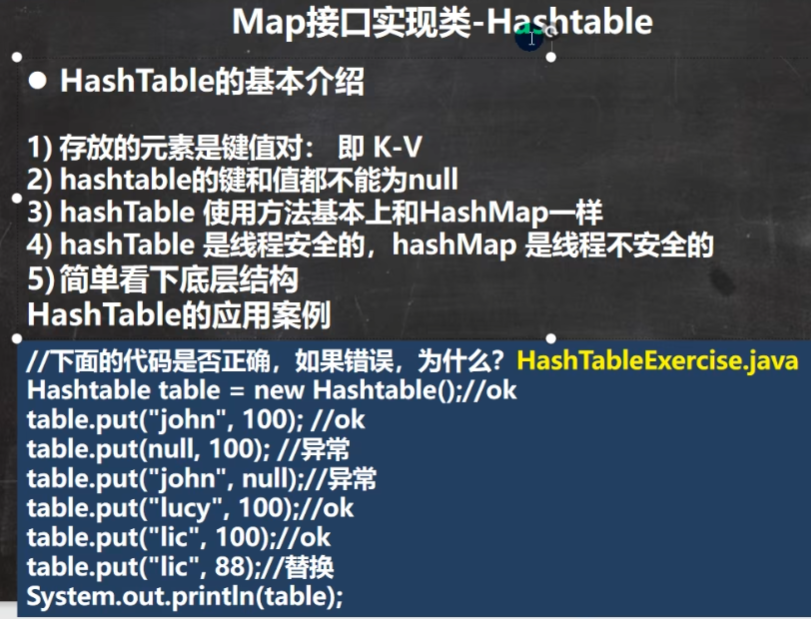 Map接口实现类-Hashtable
● HashTable的基本介绍
1) 存放的元素是键值对： 即 K-V
2) hashtable的键和值都不能为null
3) hashTable 使用方法基本上和HashMap一样
4) hashTable 是线程安全的，hashMap 是线程不安全的
5) 简单看下底层结构
HashTable的应用案例
//下面的代码是否正确，如果错误，为什么？HashTableExercise.java
Hashtable table = new Hashtable();//ok
table.put("john", 100); //ok
table.put(null, 100); //异常
table.put("john", null);//异常
table.put("lucy", 100);//ok
table.put("lic", 100);//ok
table.put("lic", 88);//替换
System.out.println(table);